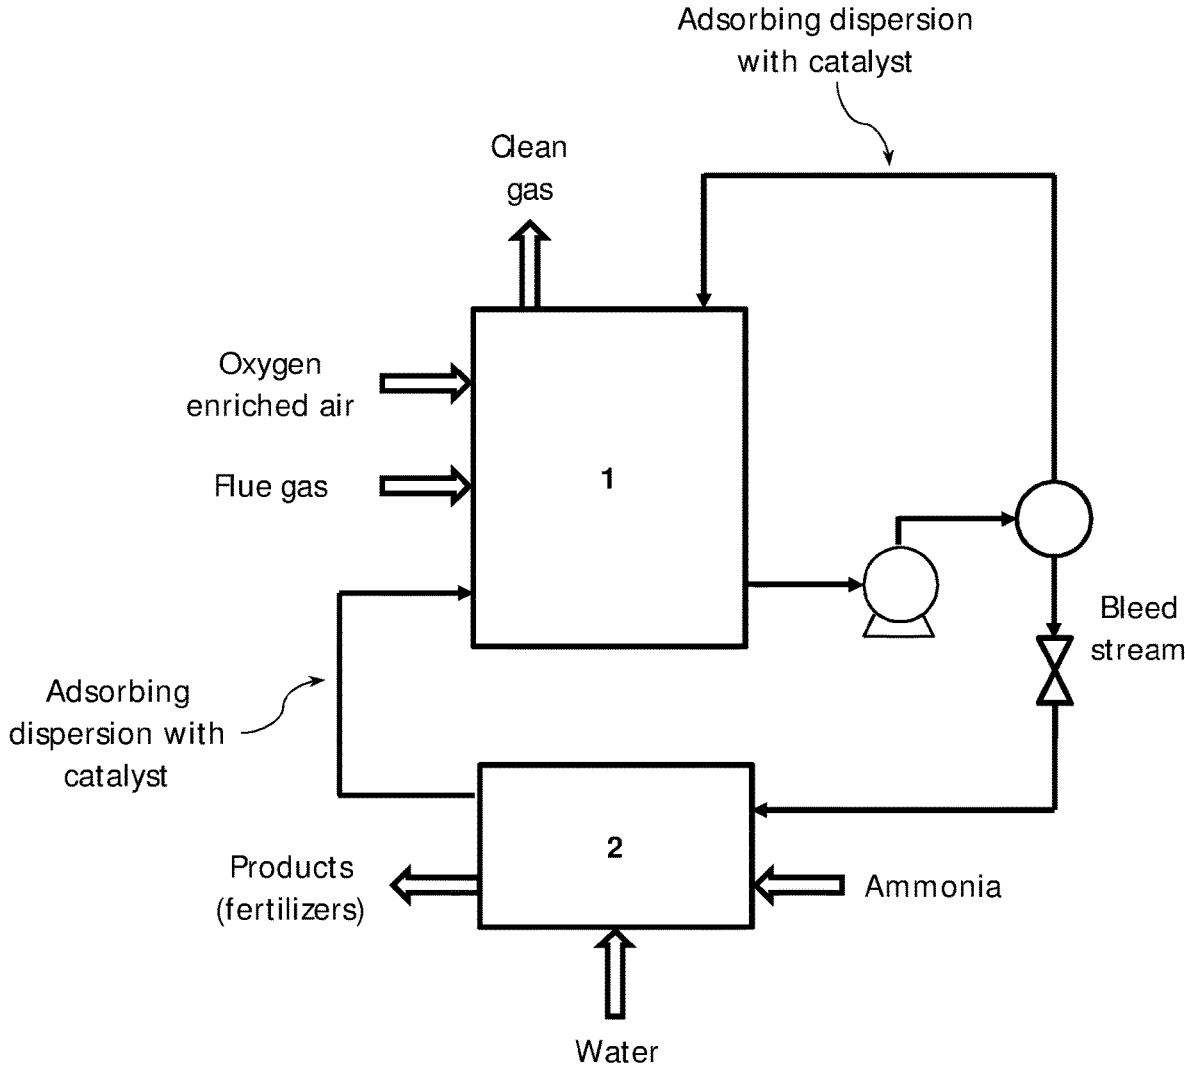 Adsorbing dispersion
with catalyst
Clean
gas
Oxygen
enriched air
Flue gas
1
Bleed
stream
Adsorbing
dispersion with
catalyst
2
Products
(fertilizers)
Ammonia
Water